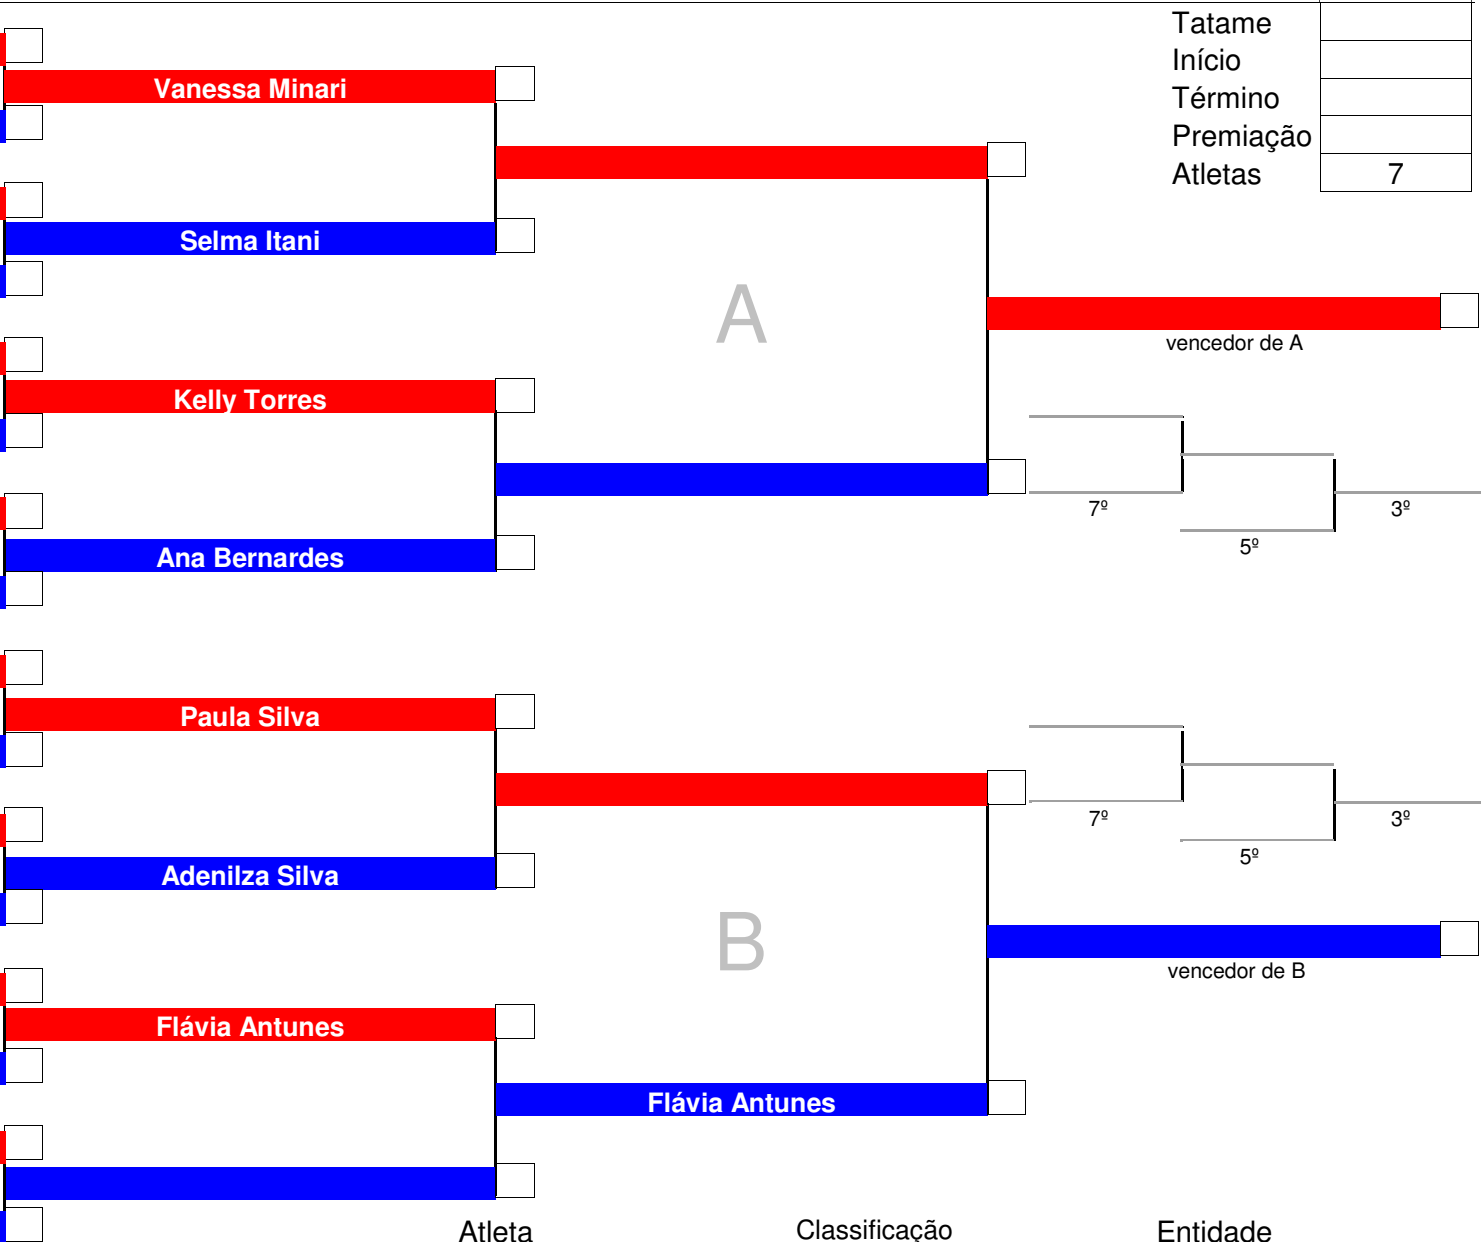 Tatame
Início
Término
Premiação
Atletas 7
Vanessa Minari
Selma Itani
A
vencedor de A
Kelly Torres
7º 3º
5º
Ana Bernardes
Paula Silva
7º 3º
5º
Adenilza Silva
B
vencedor de B
Flávia Antunes
Flávia Antunes
Atleta Classificação Entidade